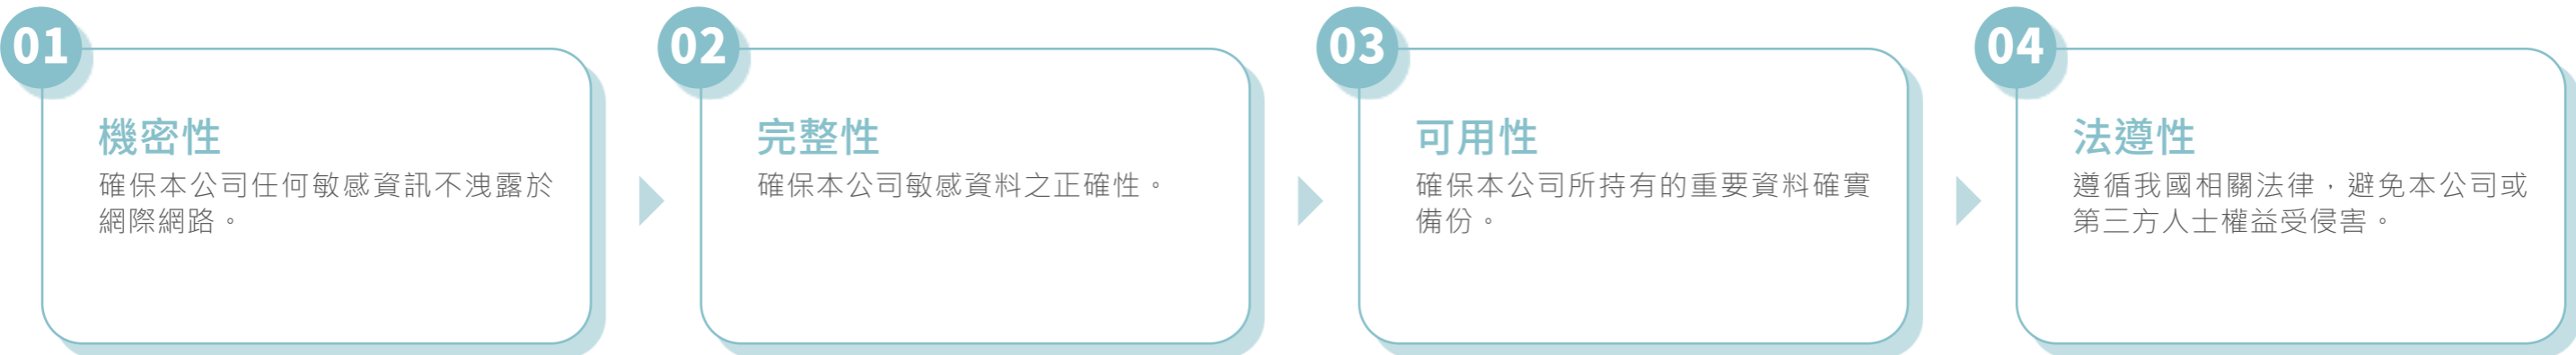 01
機密性
確保本公司任何敏感資訊不洩露於
網際網路。
02
完整性
確保本公司敏感資料之正確性。
03
可用性
確保本公司所持有的重要資料確實
備份。
04
法遵性
遵循我國相關法律，避免本公司或
第三方人士權益受侵害。